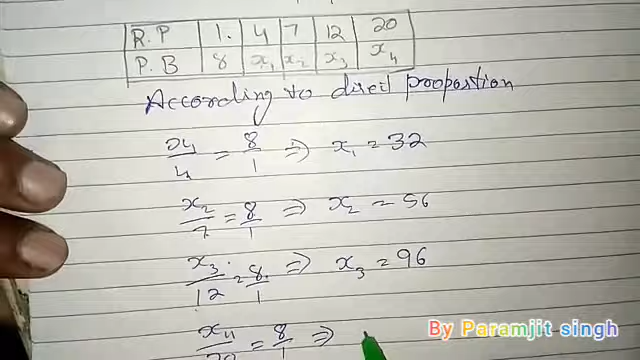 R.P 1. 4 7 12 20
P.B 8 x₁ x₂ x₃ x₄
According to direct proportion
x₁/4 = 8/1 ⇒ x₁ = 32
x₂/7 = 8/1 ⇒ x₂ = 56
x₃/12 = 8/1 ⇒ x₃ = 96
x₄/20 = 8/1 ⇒
By Paramjit singh